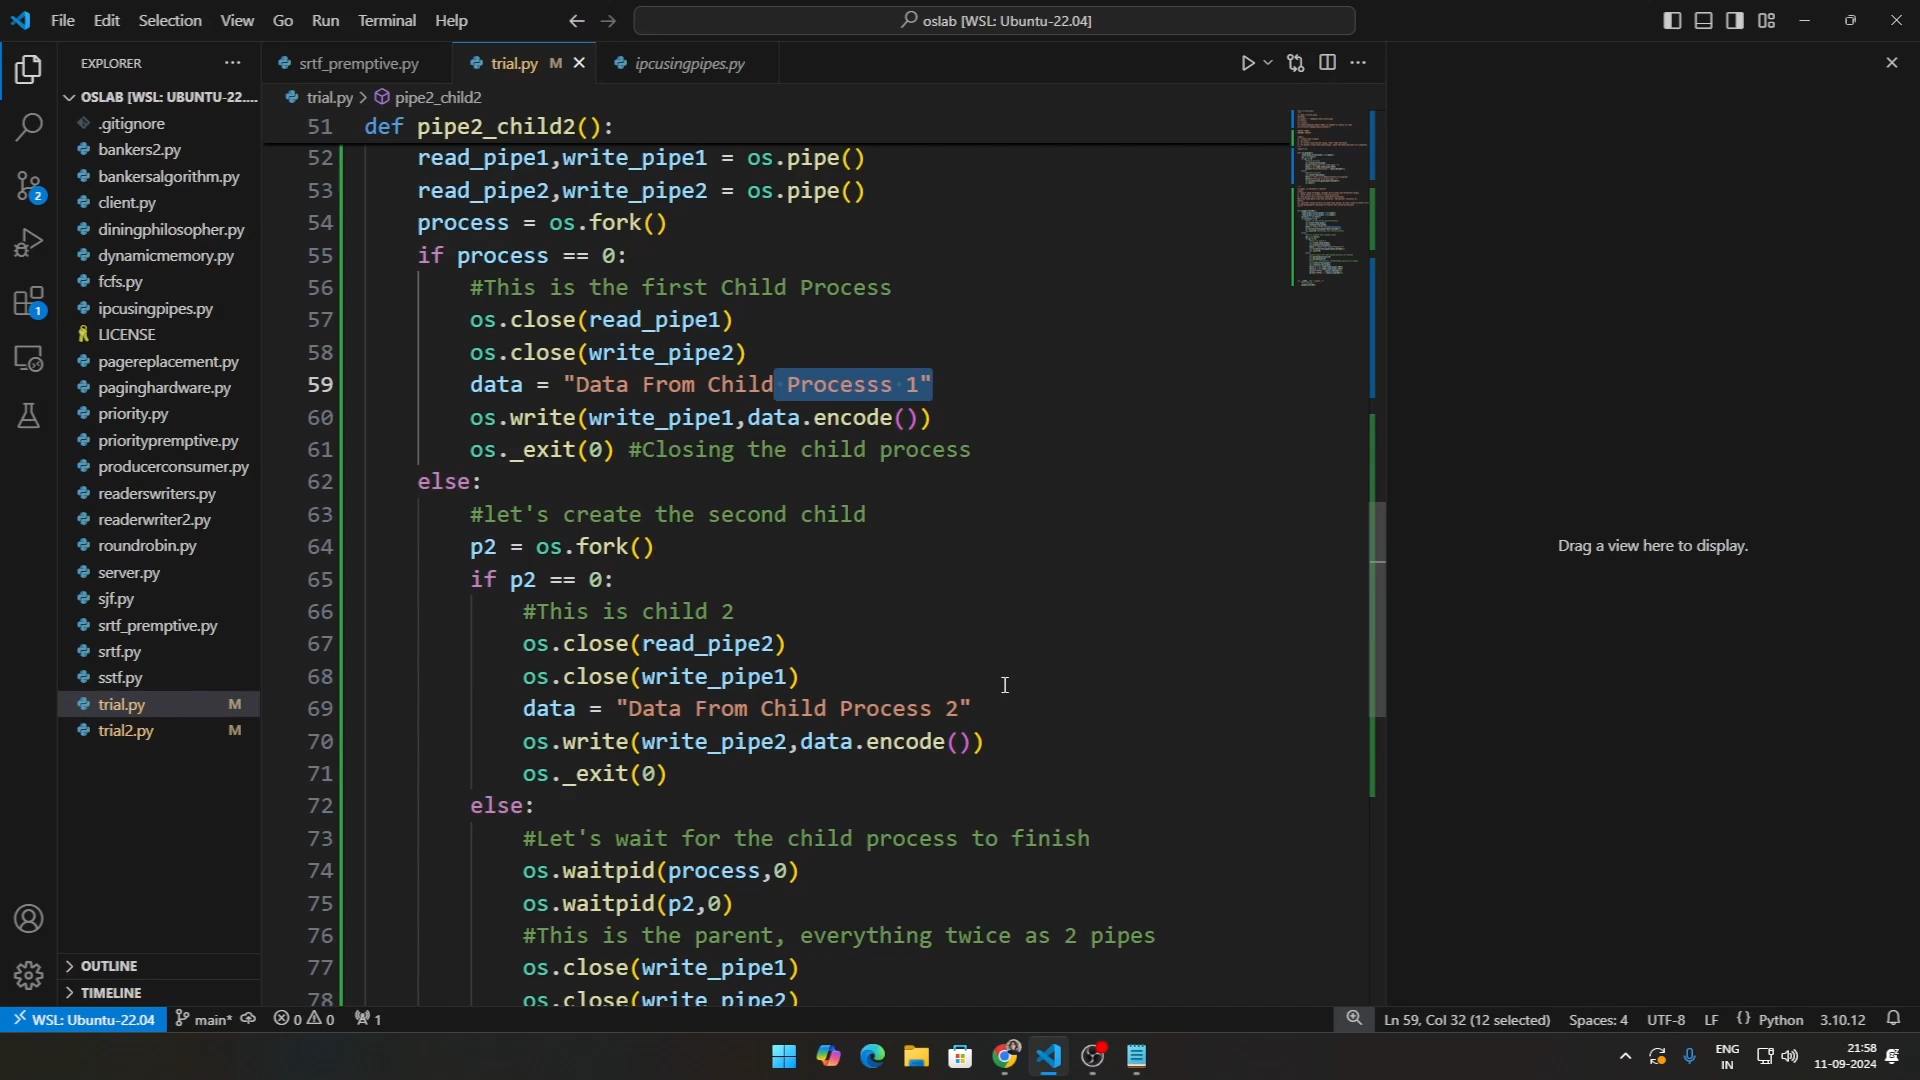 File Edit Selection View Go Run Terminal Help
oslab [WSL: Ubuntu-22.04]
EXPLORER
srtf_premptive.py
trial.py M
ipcusingpipes.py
OSLAB [WSL: UBUNTU-22....
trial.py > pipe2_child2
.gitignore
bankers2.py
bankersalgorithm.py
client.py
diningphilosopher.py
dynamicmemory.py
fcfs.py
ipcusingpipes.py
LICENSE
pagereplacement.py
paginghardware.py
priority.py
prioritypremptive.py
producerconsumer.py
readerswriters.py
readerwriter2.py
roundrobin.py
server.py
sjf.py
srtf_premptive.py
srtf.py
sstf.py
trial.py M
trial2.py M
OUTLINE
TIMELINE
2
1
51 def pipe2_child2():
52 read_pipe1,write_pipe1 = os.pipe()
53 read_pipe2,write_pipe2 = os.pipe()
54 process = os.fork()
55 if process == 0:
56 #This is the first Child Process
57 os.close(read_pipe1)
58 os.close(write_pipe2)
59 data = "Data From Child Processs 1"
60 os.write(write_pipe1,data.encode())
61 os._exit(0) #Closing the child process
62 else:
63 #let's create the second child
64 p2 = os.fork()
65 if p2 == 0:
66 #This is child 2
67 os.close(read_pipe2)
68 os.close(write_pipe1)
69 data = "Data From Child Process 2"
70 os.write(write_pipe2,data.encode())
71 os._exit(0)
72 else:
73 #Let's wait for the child process to finish
74 os.waitpid(process,0)
75 os.waitpid(p2,0)
76 #This is the parent, everything twice as 2 pipes
77 os.close(write_pipe1)
78 os.close(write_pipe2)
Drag a view here to display.
WSL: Ubuntu-22.04 main* 0 0 1
Ln 59, Col 32 (12 selected) Spaces: 4 UTF-8 LF {} Python 3.10.12
ENG
IN
21:58
11-09-2024